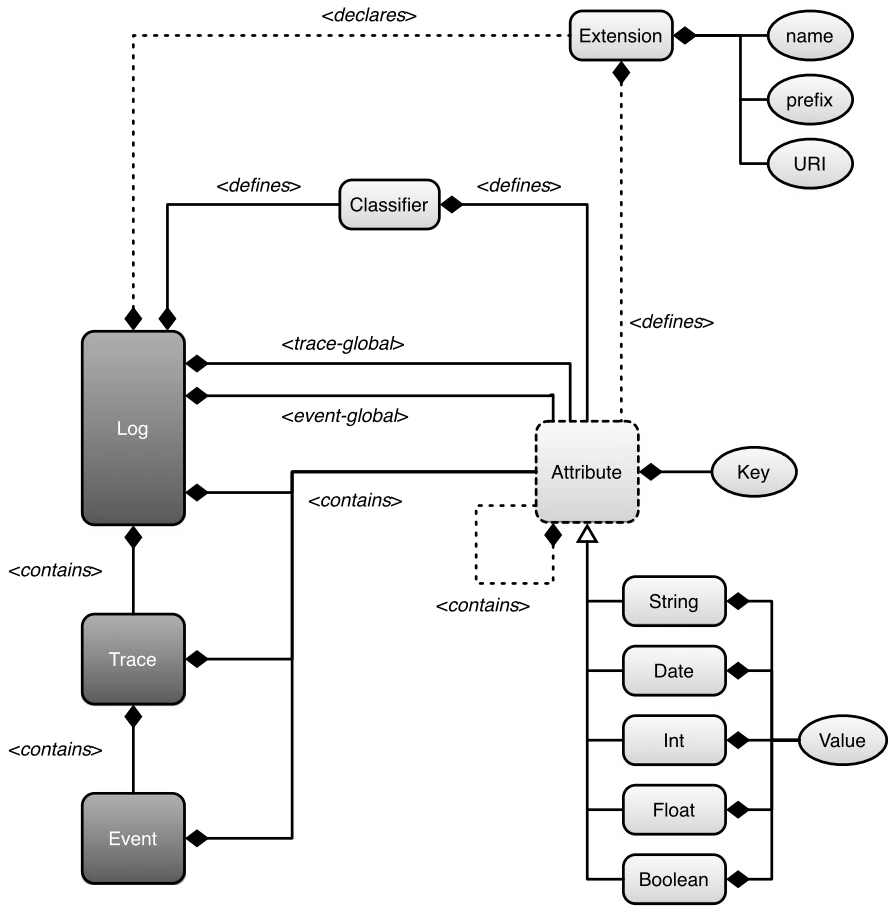 <declares>
Extension
name
prefix
URI
<defines>
Classifier
<defines>
<defines>
<trace-global>
<event-global>
Log
Attribute
Key
<contains>
<contains>
<contains>
String
Trace
Date
<contains>
Int
Value
Float
Event
Boolean